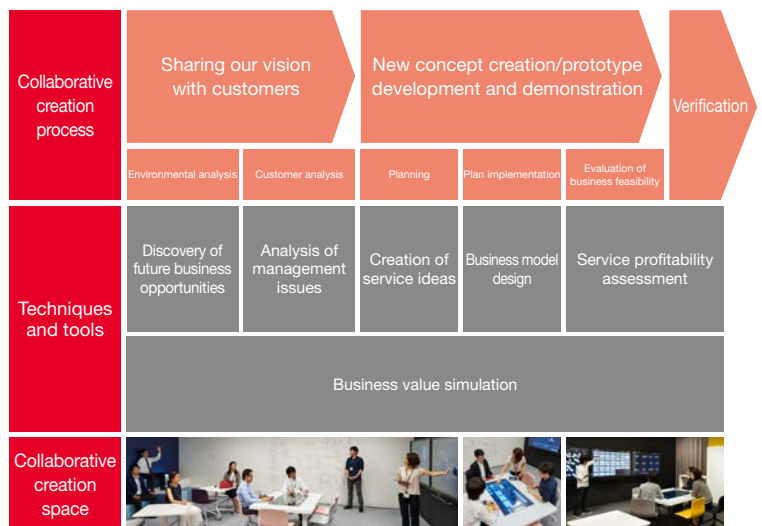 Collaborative
creation
process
Sharing our vision
with customers
New concept creation/prototype
development and demonstration
Verification
Environmental analysis
Customer analysis
Planning
Plan implementation
Evaluation of
business feasibility
Techniques
and tools
Discovery of
future business
opportunities
Analysis of
management
issues
Creation of
service ideas
Business model
design
Service profitability
assessment
Business value simulation
Collaborative
creation
space